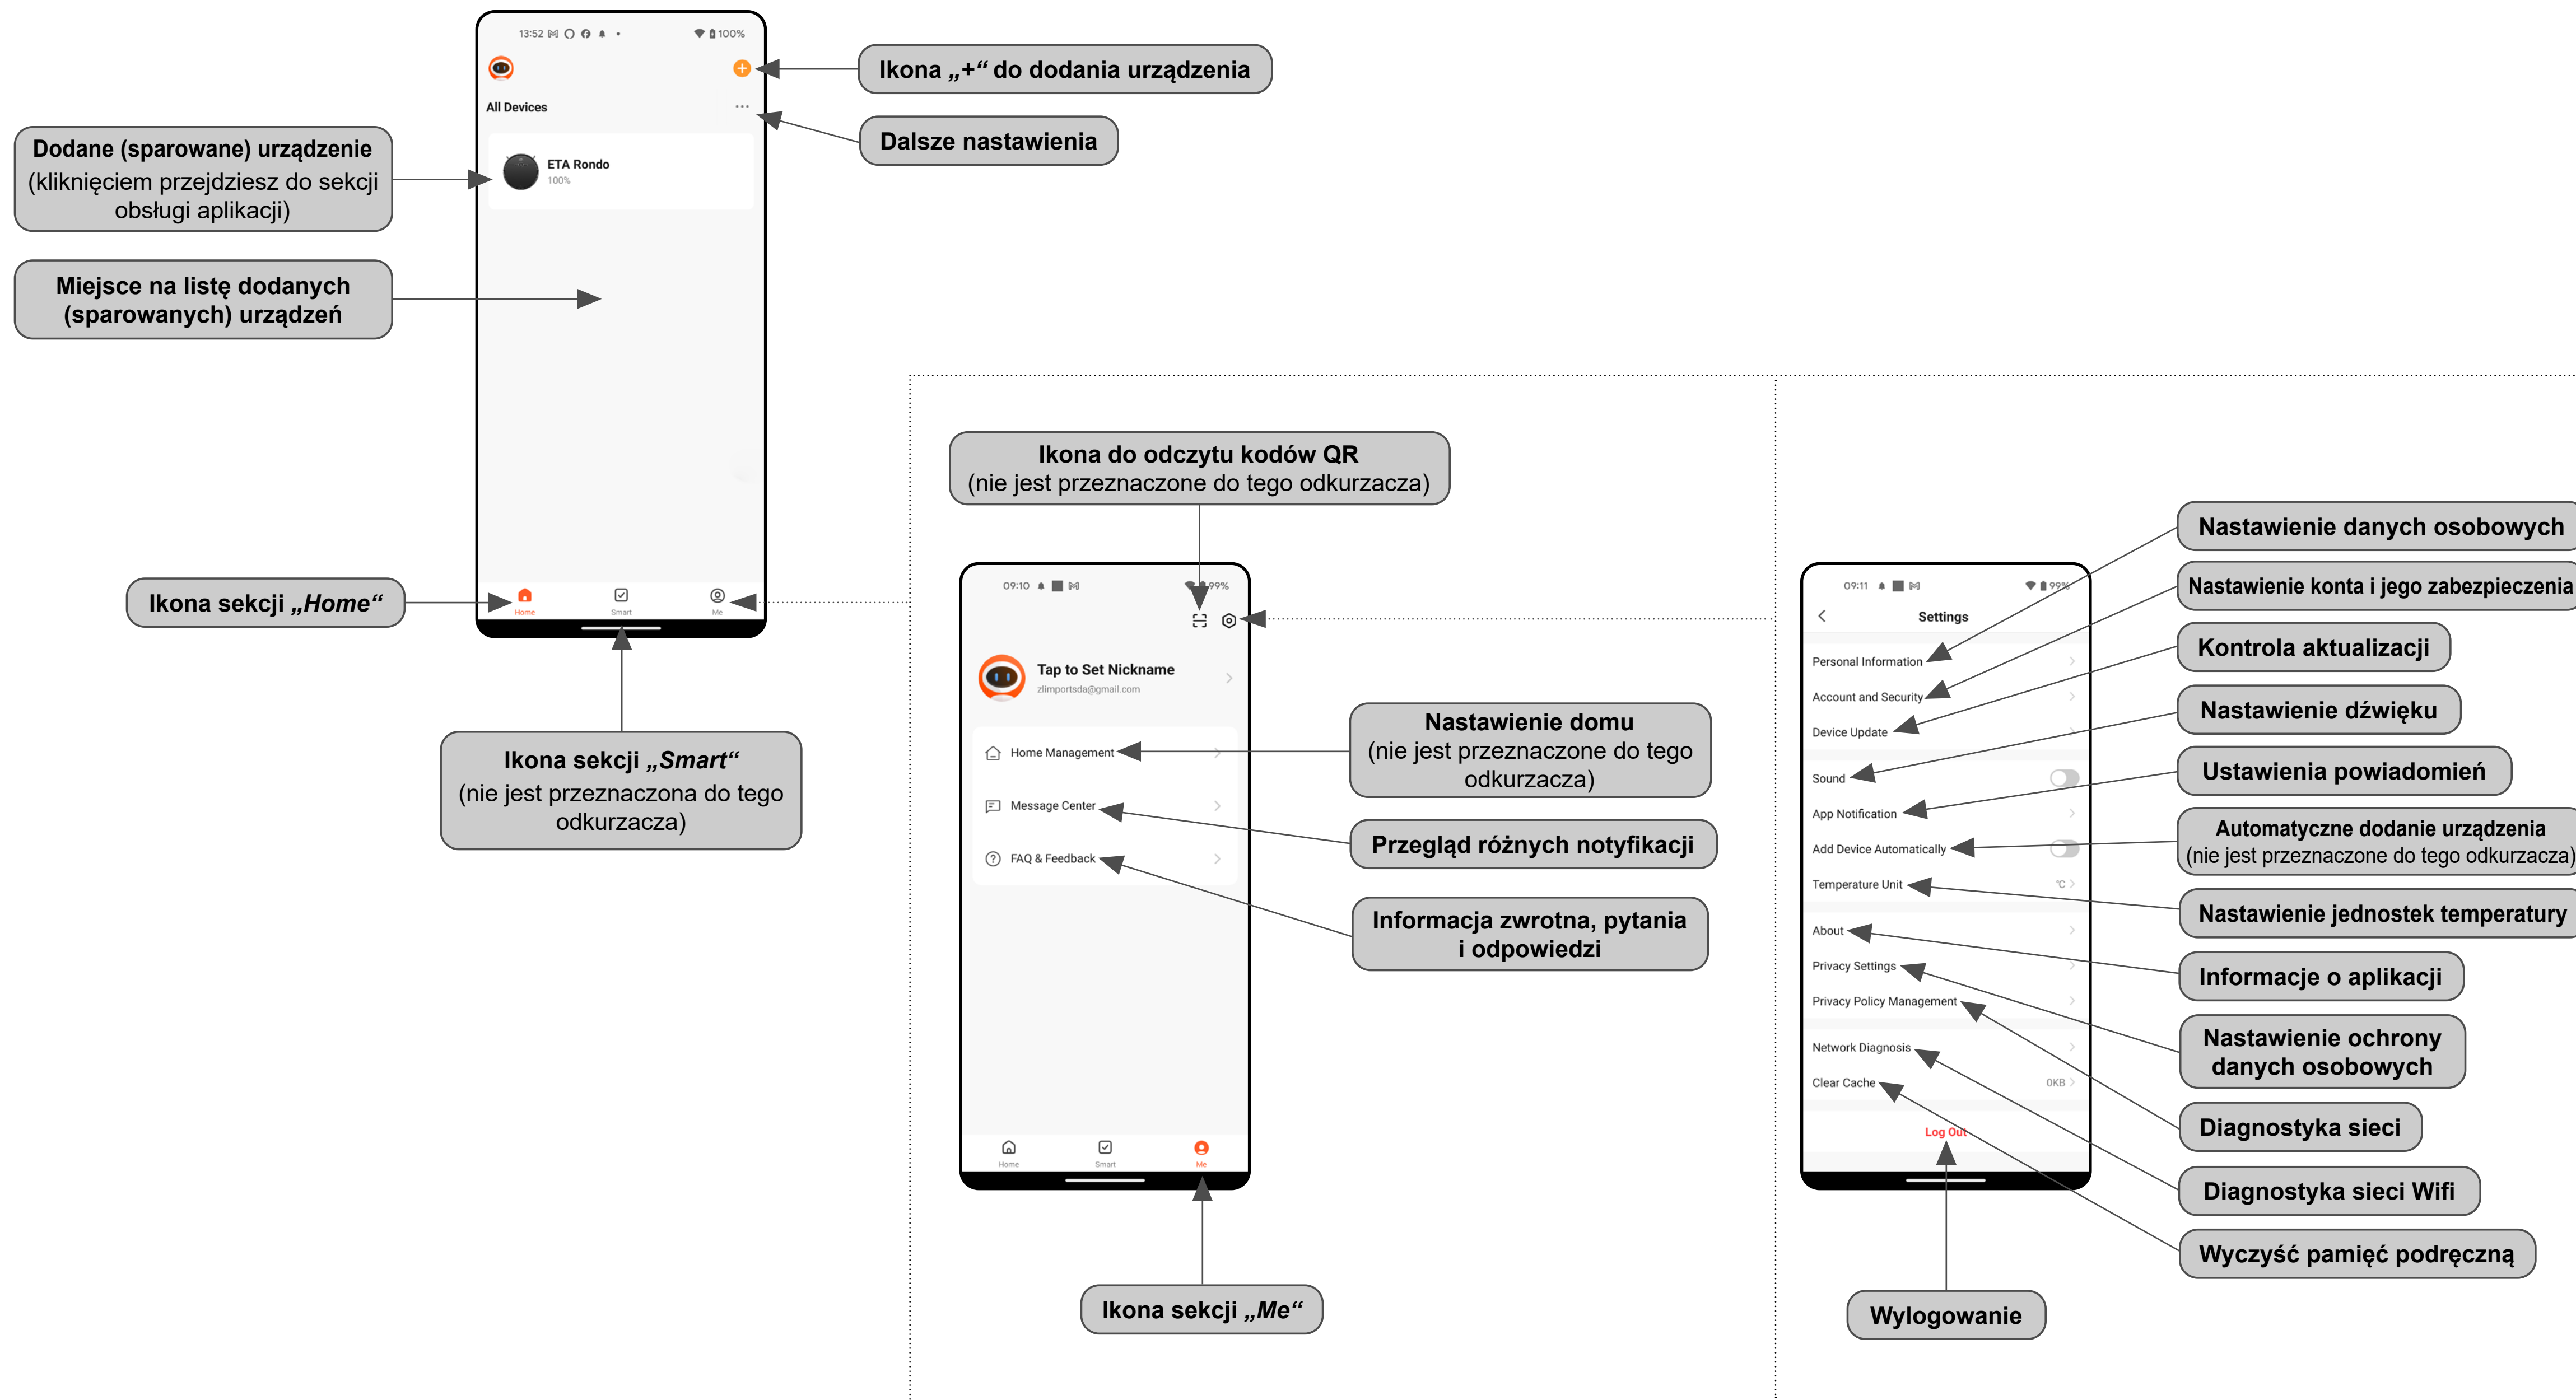 13:52
100%
Ikona „+“ do dodania urządzenia
All Devices
Dalsze nastawienia
Dodane (sparowane) urządzenie
(kliknięciem przejdziesz do sekcji
obsługi aplikacji)
ETA Rondo
100%
Miejsce na listę dodanych
(sparowanych) urządzeń
Ikona sekcji „Home“
Home
Smart
Me
Ikona sekcji „Smart“
(nie jest przeznaczona do tego
odkurzacza)
Ikona do odczytu kodów QR
(nie jest przeznaczone do tego odkurzacza)
09:10
99%
Tap to Set Nickname
zlimportsda@gmail.com
Home Management
Message Center
FAQ & Feedback
Nastawienie domu
(nie jest przeznaczone do tego
odkurzacza)
Przegląd różnych notyfikacji
Informacja zwrotna, pytania
i odpowiedzi
Home
Smart
Me
Ikona sekcji „Me“
09:11
99%
Settings
Personal Information
Account and Security
Device Update
Sound
App Notification
Add Device Automatically
Temperature Unit
°C
About
Privacy Settings
Privacy Policy Management
Network Diagnosis
Clear Cache
0KB
Log Out
Nastawienie danych osobowych
Nastawienie konta i jego zabezpieczenia
Kontrola aktualizacji
Nastawienie dźwięku
Ustawienia powiadomień
Automatyczne dodanie urządzenia
(nie jest przeznaczone do tego odkurzacza)
Nastawienie jednostek temperatury
Informacje o aplikacji
Nastawienie ochrony
danych osobowych
Diagnostyka sieci
Diagnostyka sieci Wifi
Wyczyść pamięć podręczną
Wylogowanie